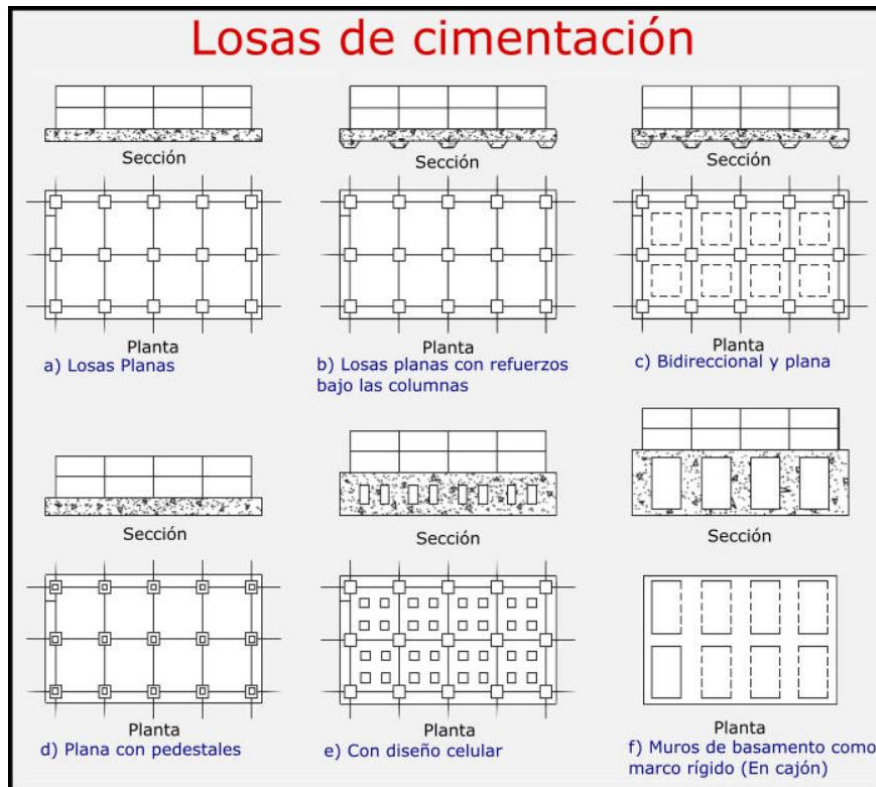 Losas de cimentación
Sección
Sección
Sección
Planta
a) Losas Planas
Planta
b) Losas planas con refuerzos
bajo las columnas
Planta
c) Bidireccional y plana
Sección
Sección
Sección
Planta
d) Plana con pedestales
Planta
e) Con diseño celular
Planta
f) Muros de basamento como
marco rígido (En cajón)